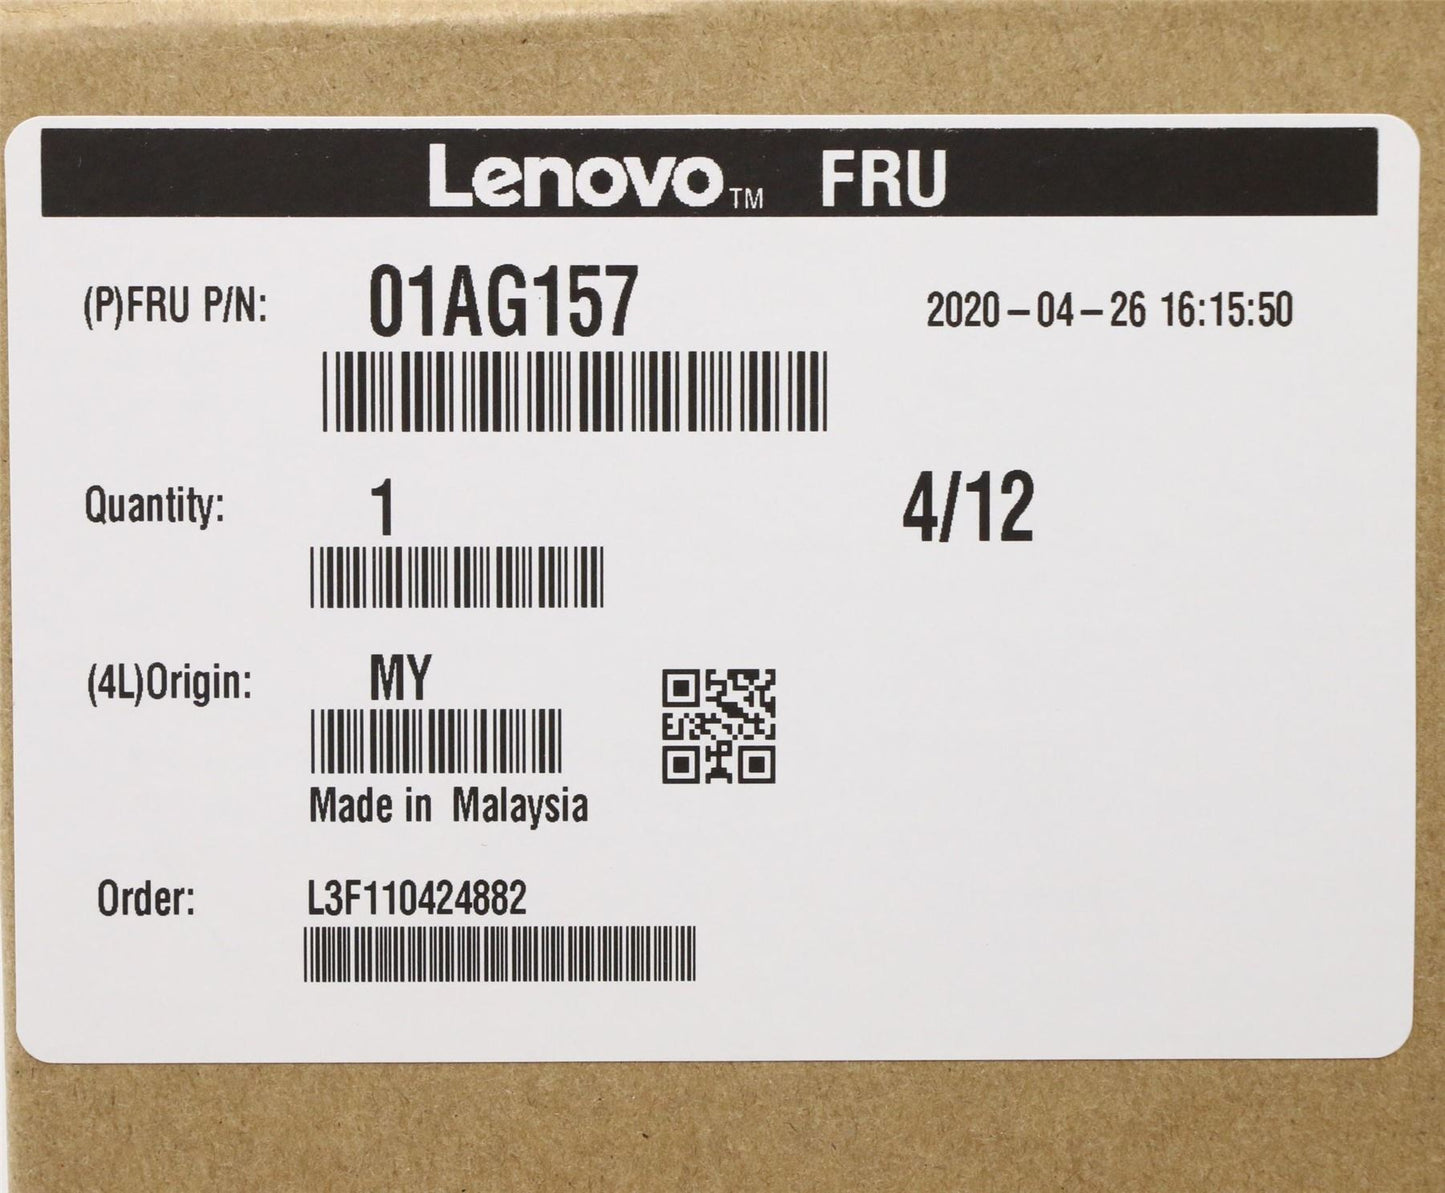 Lenovo™ FRU
(P)FRU P/N: 01AG157 2020-04-26 16:15:50
Quantity: 1 4/12
(4L)Origin: MY
Made in Malaysia
Order: L3F110424882